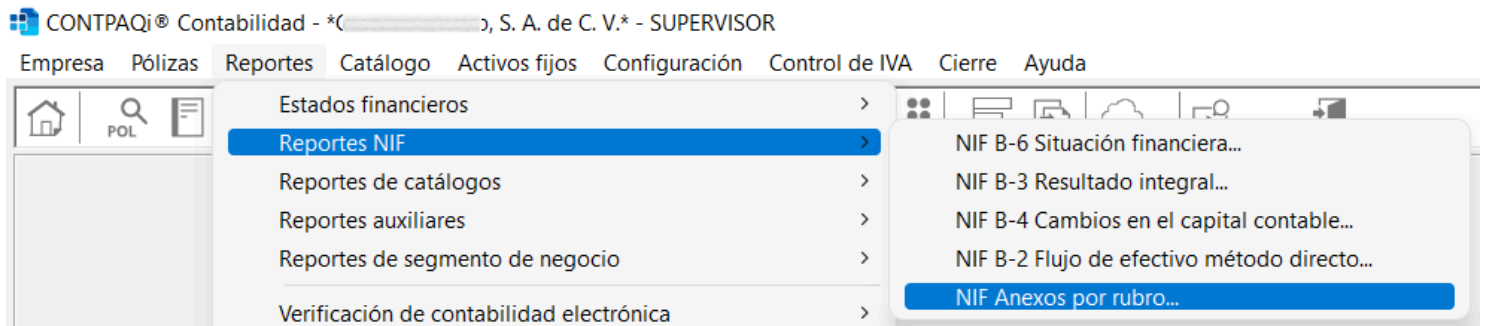 CONTPAQi® Contabilidad - *C , S. A. de C. V.* - SUPERVISOR
Empresa Pólizas Reportes Catálogo Activos fijos Configuración Control de IVA Cierre Ayuda
POL
Estados financieros
Reportes NIF
Reportes de catálogos
Reportes auxiliares
Reportes de segmento de negocio
Verificación de contabilidad electrónica
NIF B-6 Situación financiera...
NIF B-3 Resultado integral...
NIF B-4 Cambios en el capital contable...
NIF B-2 Flujo de efectivo método directo...
NIF Anexos por rubro...